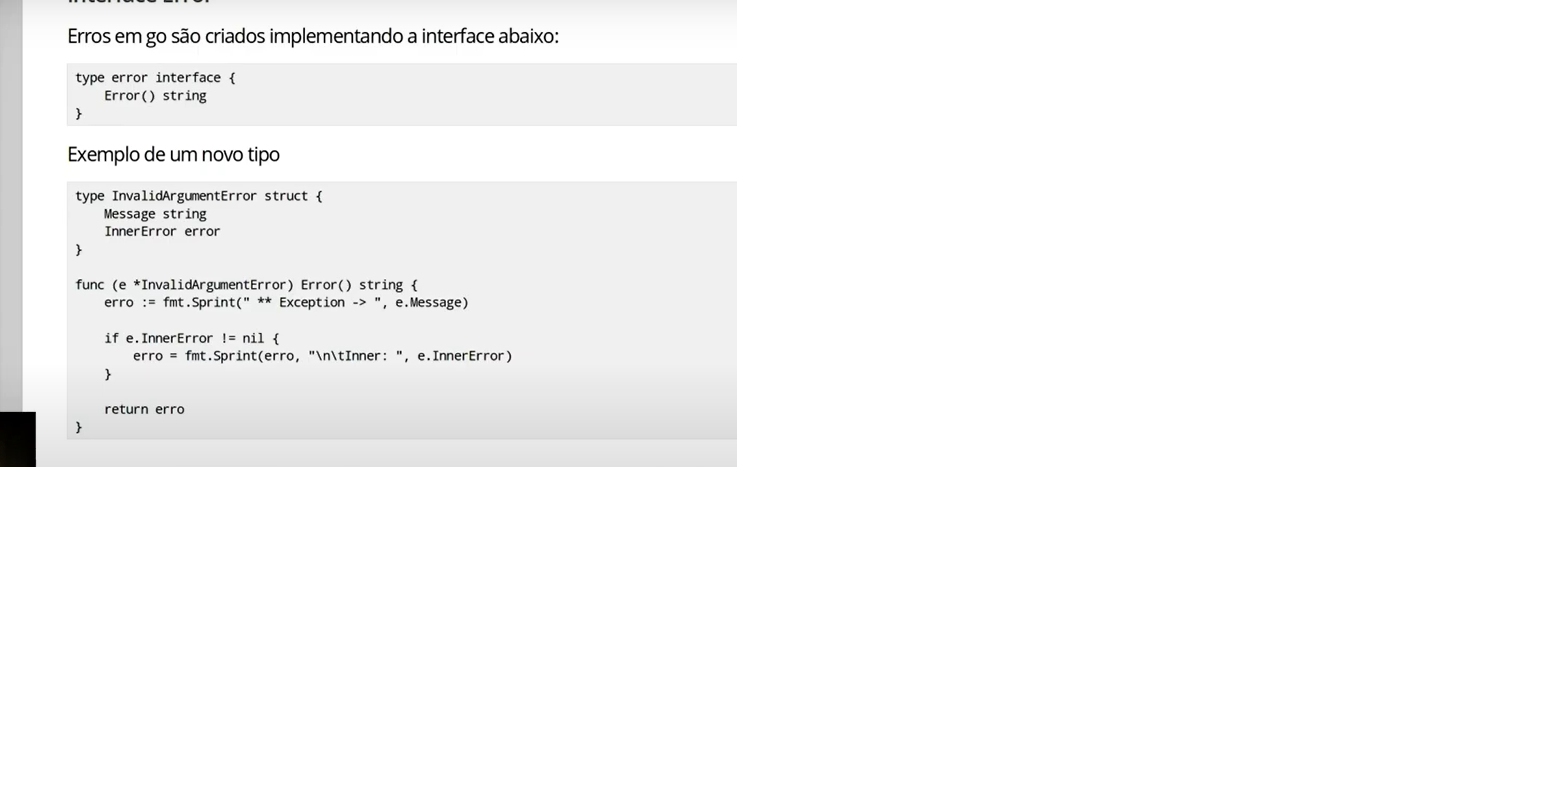 Interface Error
Erros em go são criados implementando a interface abaixo:
type error interface {
    Error() string
}
Exemplo de um novo tipo
type InvalidArgumentError struct {
    Message string
    InnerError error
}
func (e *InvalidArgumentError) Error() string {
    erro := fmt.Sprint(" ** Exception -> ", e.Message)
    if e.InnerError != nil {
        erro = fmt.Sprint(erro, "\n\tInner: ", e.InnerError)
    }
    return erro
}